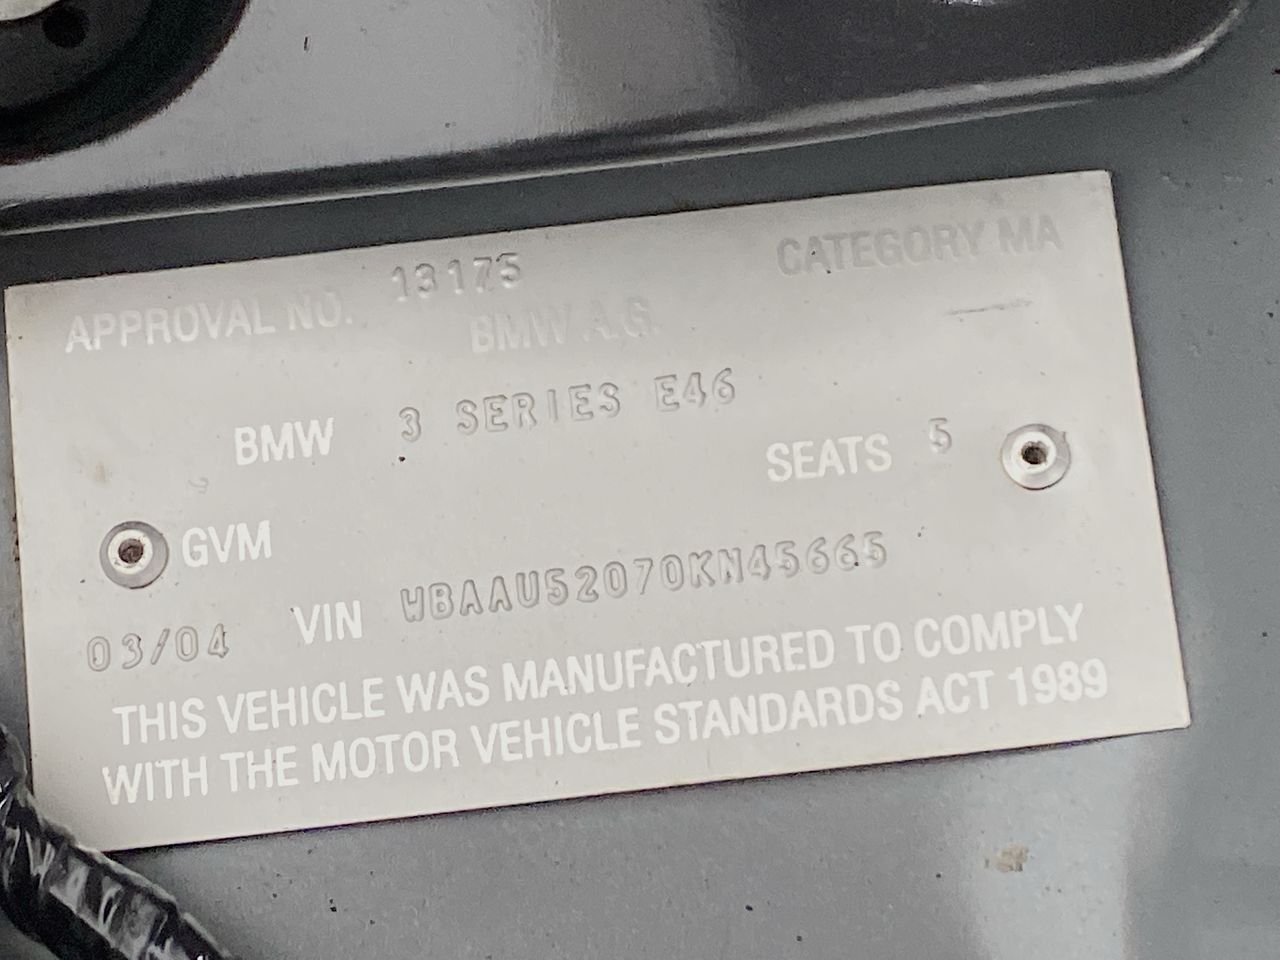 APPROVAL NO. 13175 CATEGORY MA
BMW A.G.
BMW 3 SERIES E46
SEATS 5
GVM
03/04 VIN WBAAU52070KN45665
THIS VEHICLE WAS MANUFACTURED TO COMPLY
WITH THE MOTOR VEHICLE STANDARDS ACT 1989